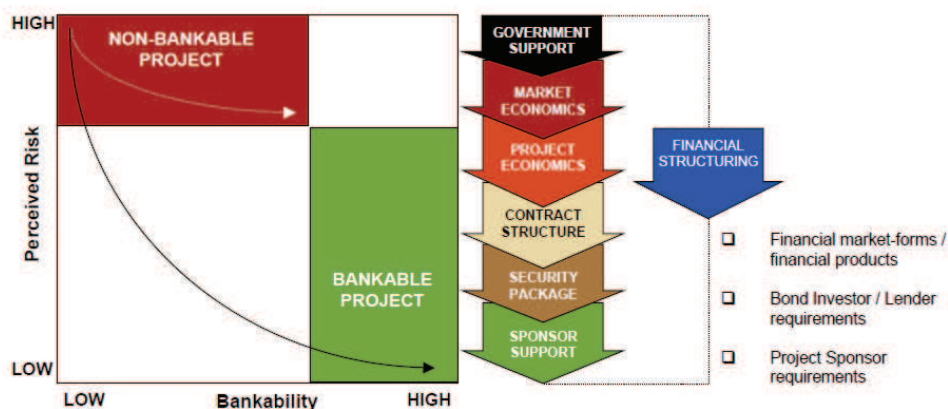 HIGH
NON-BANKABLE
PROJECT
Perceived Risk
BANKABLE
PROJECT
LOW
LOW
Bankability
HIGH
GOVERNMENT
SUPPORT
MARKET
ECONOMICS
PROJECT
ECONOMICS
CONTRACT
STRUCTURE
SECURITY
PACKAGE
SPONSOR
SUPPORT
FINANCIAL
STRUCTURING
Financial market-forms /
financial products
Bond Investor / Lender
requirements
Project Sponsor
requirements